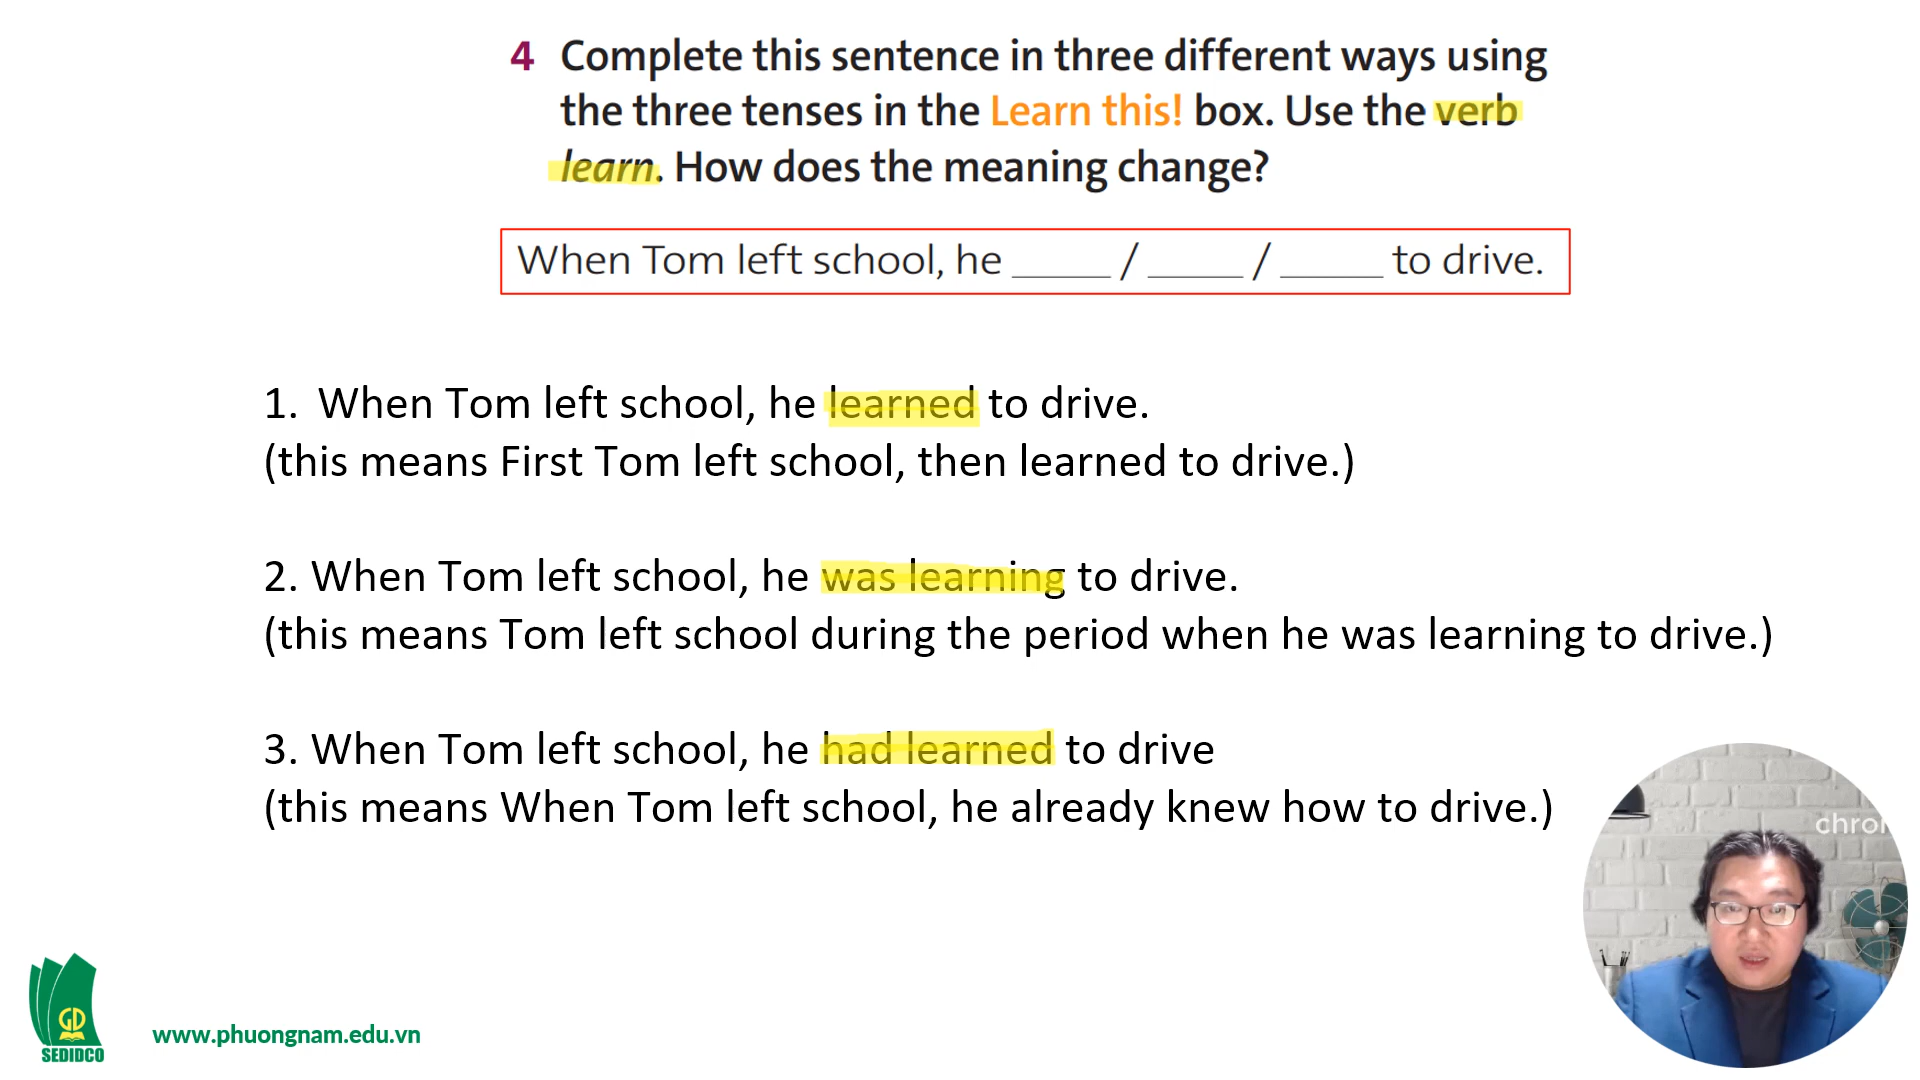 4 Complete this sentence in three different ways using
the three tenses in the Learn this! box. Use the verb
learn. How does the meaning change?
When Tom left school, he _____ / _____ / _____ to drive.
1. When Tom left school, he learned to drive.
(this means First Tom left school, then learned to drive.)
2. When Tom left school, he was learning to drive.
(this means Tom left school during the period when he was learning to drive.)
3. When Tom left school, he had learned to drive
(this means When Tom left school, he already knew how to drive.)
chro
GD
SEDIDCO
www.phuongnam.edu.vn